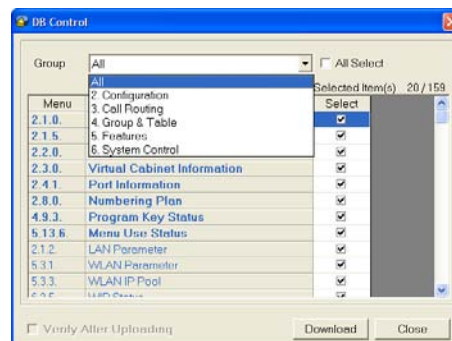 DB Control
Group All All Select
All
2. Configuration
3. Call Routing
4. Group & Table
5. Features
6. System Control
Selected Item(s) 20/159
Menu Select
2.1.0.
2.1.5.
2.2.0.
2.3.0. Virtual Cabinet Information
2.4.1. Port Information
2.8.0. Numbering Plan
4.9.3. Program Key Status
5.13.6. Menu Use Status
2.1.2. LAN Parameter
5.3.1. WLAN Parameter
5.3.3. WLAN IP Pool
Verify After Uploading Download Close